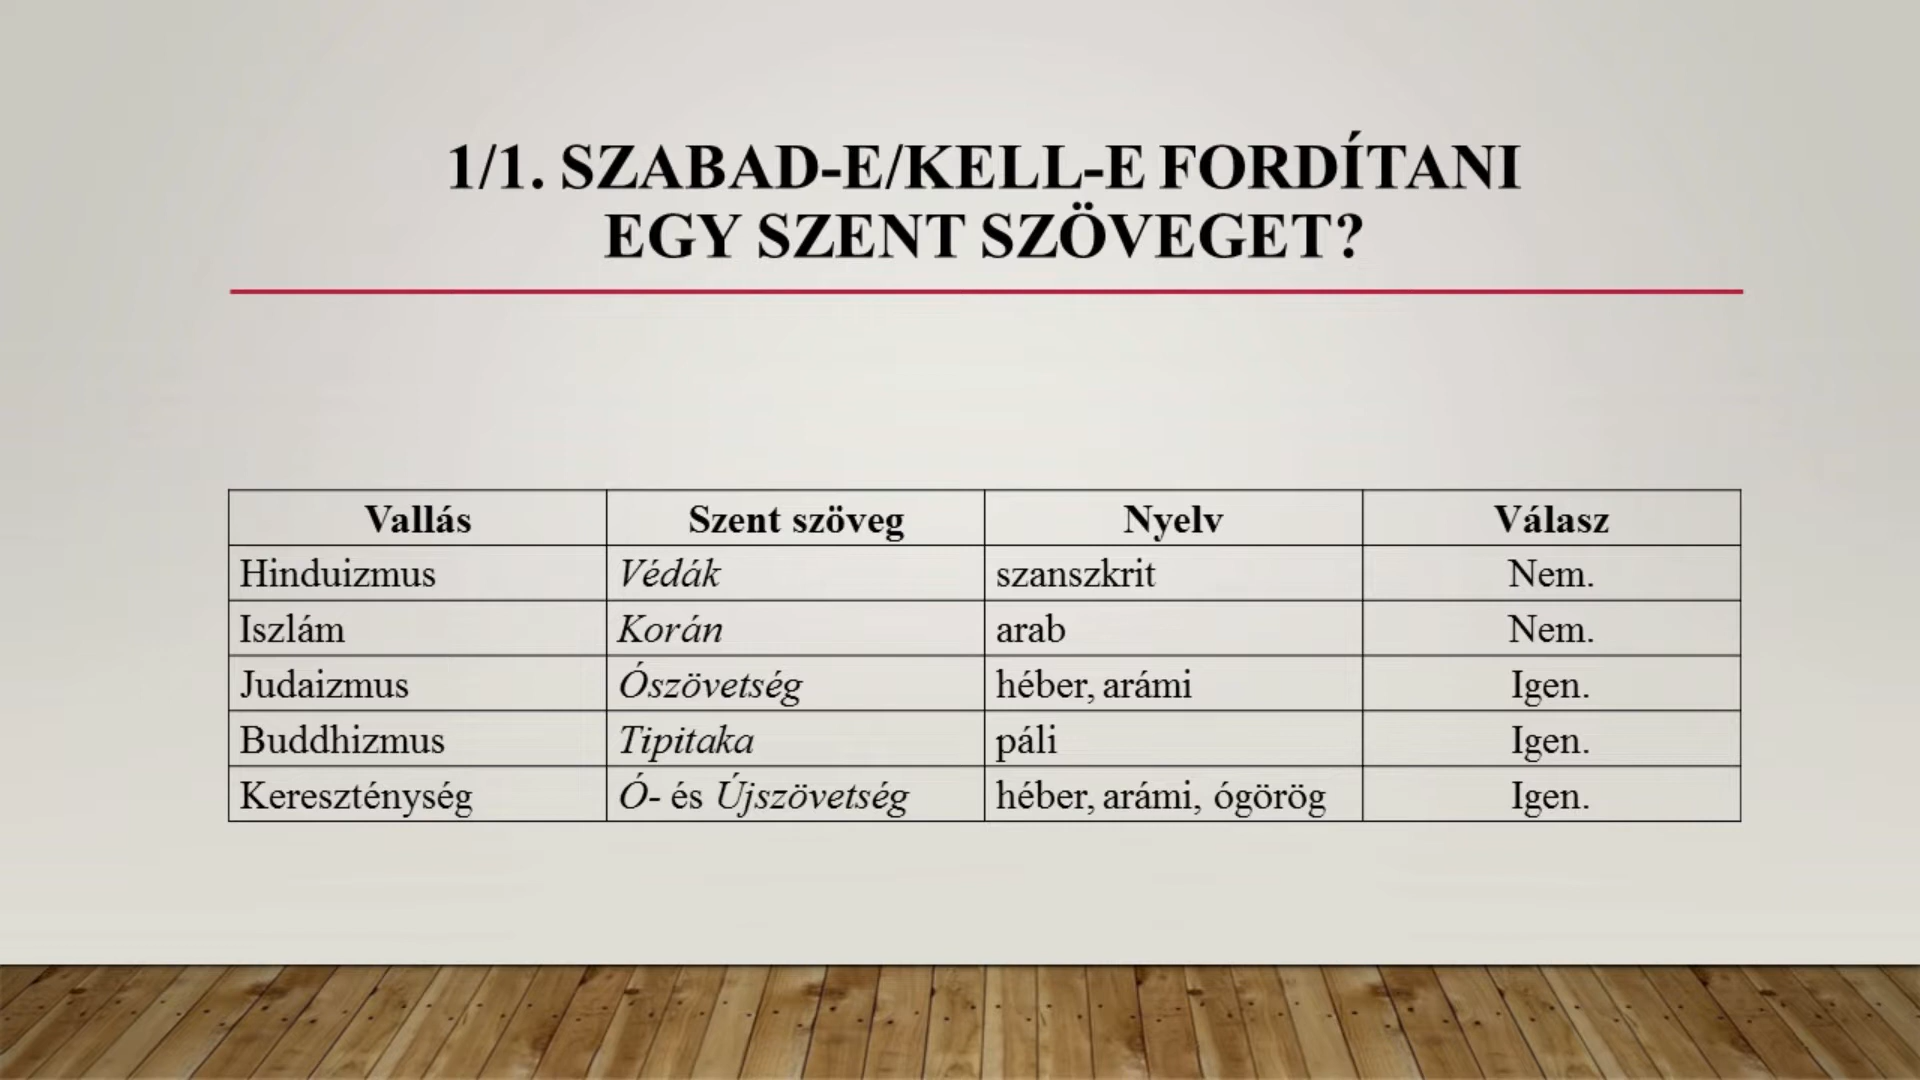 1/1. SZABAD-E/KELL-E FORDÍTANI
EGY SZENT SZÖVEGET?
Vallás Szent szöveg Nyelv Válasz
Hinduizmus Védák szanszkrit Nem.
Iszlám Korán arab Nem.
Judaizmus Ószövetség héber, arámi Igen.
Buddhizmus Tipitaka páli Igen.
Kereszténység Ó- és Újszövetség héber, arámi, ógörög Igen.